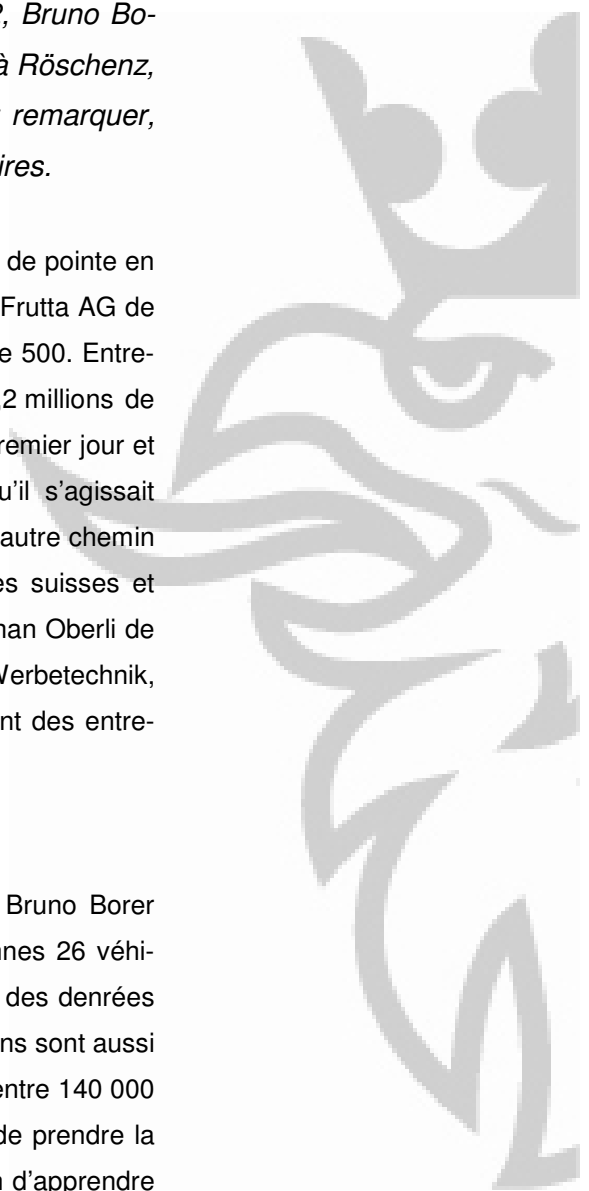 2, Bruno Bo-
à Röschenz,
remarquer,
ires.
de pointe en
Frutta AG de
e 500. Entre-
,2 millions de
remier jour et
u'il s'agissait
autre chemin
es suisses et
nan Oberli de
Werbetechnik,
nt des entre-
Bruno Borer
nnes 26 véhi-
des denrées
ns sont aussi
entre 140 000
de prendre la
n d'apprendre